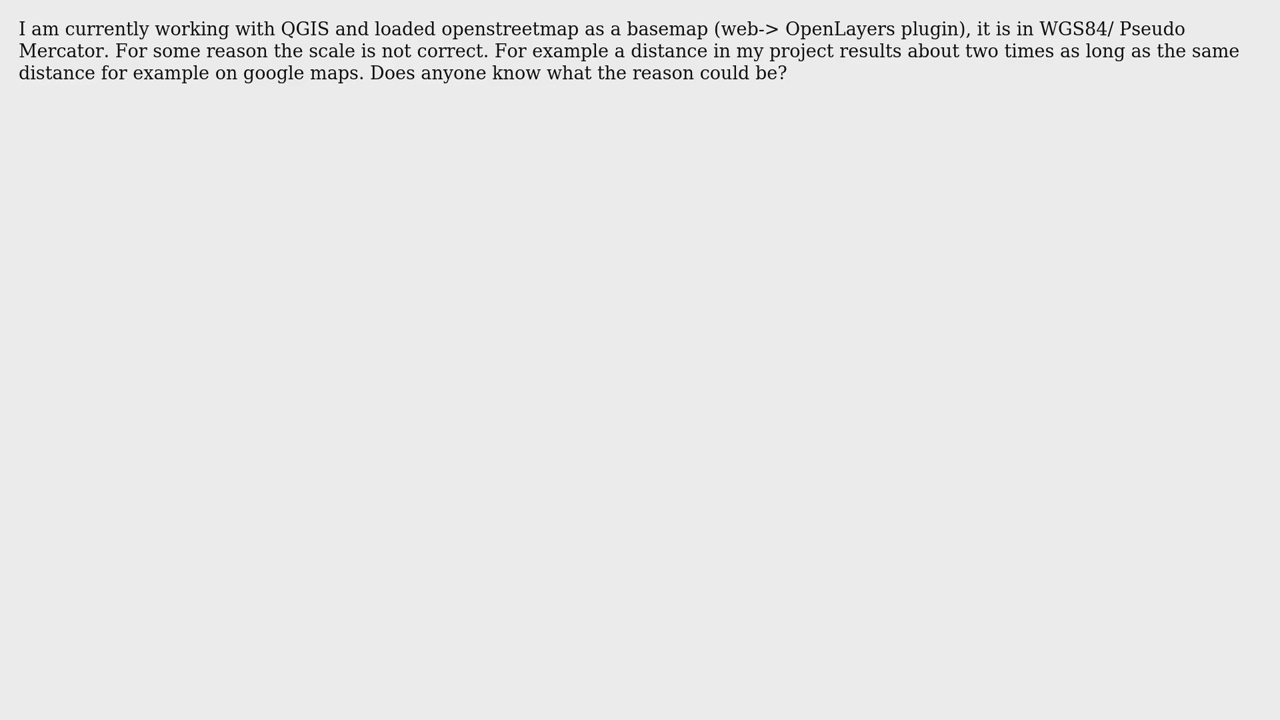 I am currently working with QGIS and loaded openstreetmap as a basemap (web-> OpenLayers plugin), it is in WGS84/ Pseudo
Mercator. For some reason the scale is not correct. For example a distance in my project results about two times as long as the same
distance for example on google maps. Does anyone know what the reason could be?